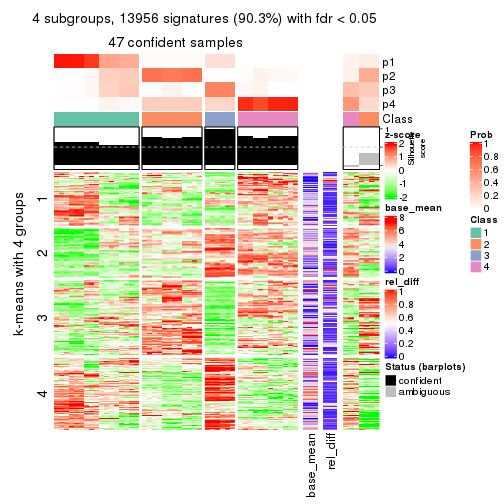 4 subgroups, 13956 signatures (90.3%) with fdr < 0.05
47 confident samples
p1
p2
p3
p4
Class
1
Silhouette
score
k-means with 4 groups
1
2
3
4
base_mean
rel_diff
z-score
2
1
0
-1
-2
base_mean
8
6
4
2
0
rel_diff
1
0.8
0.6
0.4
0.2
0
Status (barplots)
confident
ambiguous
Prob
1
0.8
0.6
0.4
0.2
0
Class
1
2
3
4